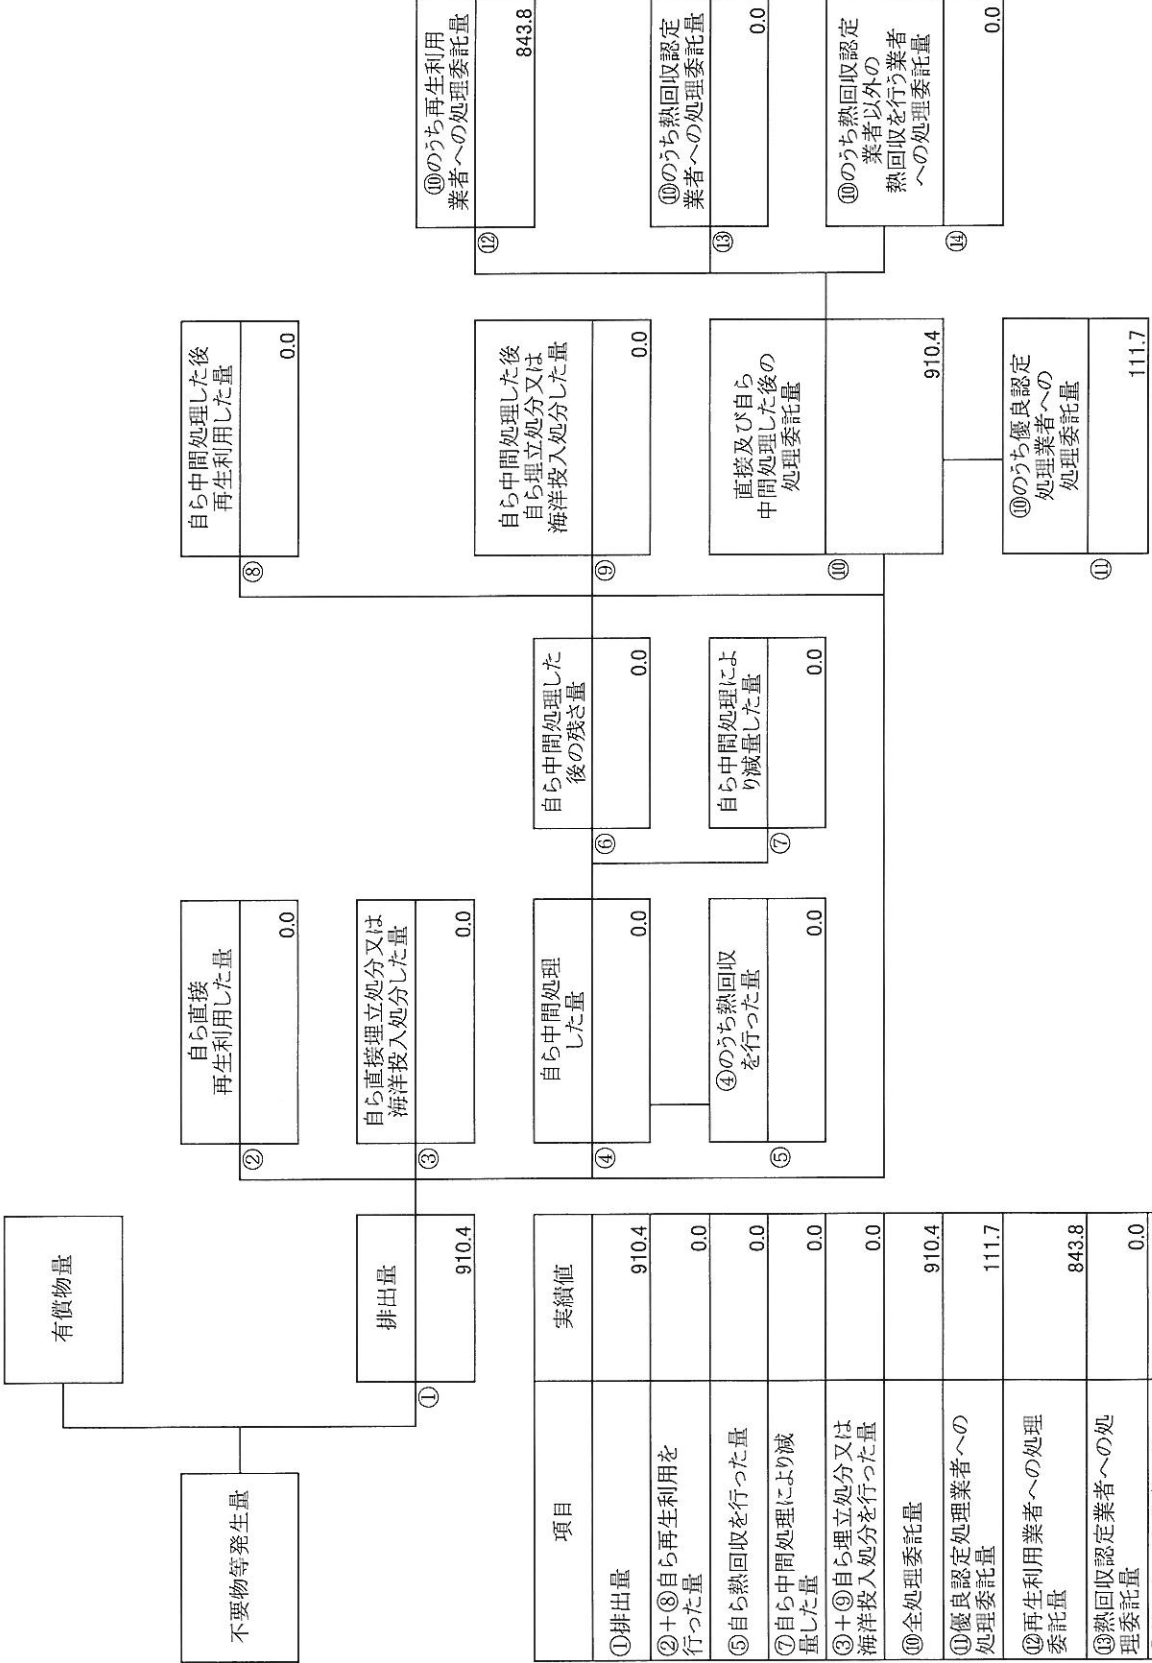 不要物等発生量
有償物量
①
排出量
910.4
②
自ら直接
再生利用した量
0.0
③
自ら直接埋立処分又は
海洋投入処分した量
0.0
④
自ら中間処理
した量
0.0
⑤
④のうち熱回収
を行った量
0.0
⑥
自ら中間処理した
後の残さ量
0.0
⑦
自ら中間処理によ
り減量した量
0.0
⑧
自ら中間処理した後
再生利用した量
0.0
⑨
自ら中間処理した後
自ら埋立処分又は
海洋投入処分した量
0.0
⑩
直接及び自ら
中間処理した後の
処理委託量
910.4
⑪
⑩のうち優良認定
処理業者への
処理委託量
111.7
⑫
⑩のうち再生利用
業者への処理委託量
843.8
⑬
⑩のうち熱回収認定
業者への処理委託量
0.0
⑭
⑩のうち熱回収認定
業者以外の
熱回収を行う業者
への処理委託量
0.0
項目 実績値
①排出量 910.4
②+⑧自ら再生利用を
行った量 0.0
⑤自ら熱回収を行った量 0.0
⑦自ら中間処理により減
量した量 0.0
③+⑨自ら埋立処分又は
海洋投入処分を行った量 0.0
⑩全処理委託量 910.4
⑪優良認定処理業者への
処理委託量 111.7
⑫再生利用業者への処理
委託量 843.8
⑬熱回収認定業者への処
理委託量 0.0